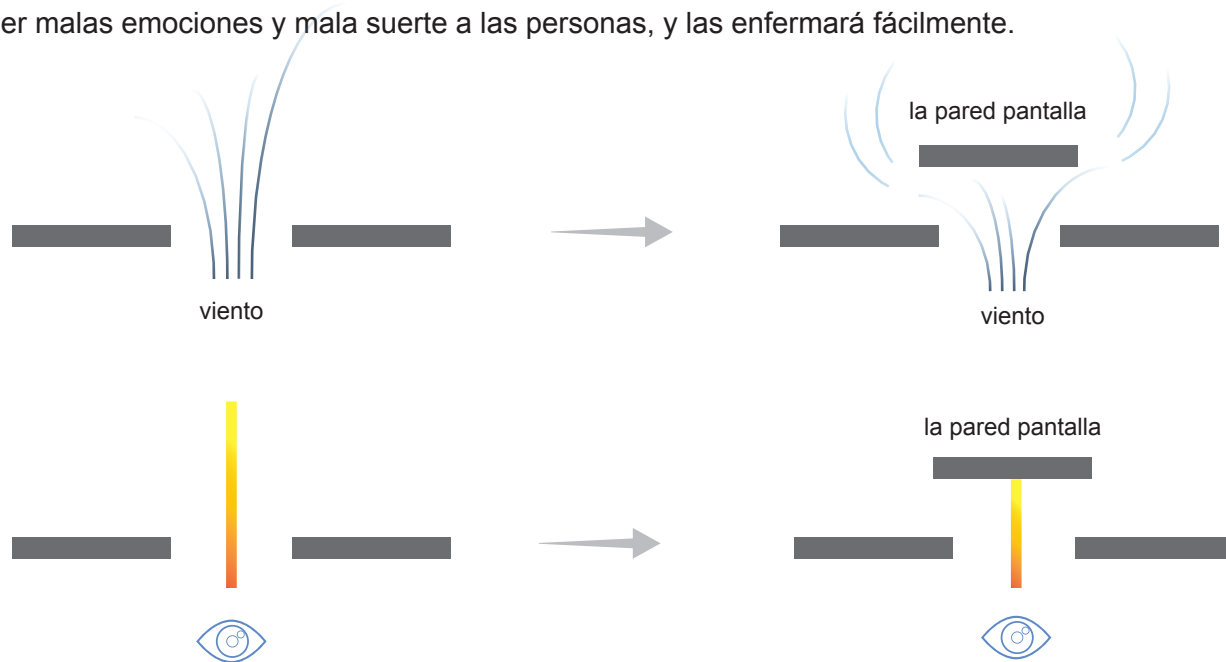 er malas emociones y mala suerte a las personas, y las enfermará fácilmente.
la pared pantalla
viento
viento
la pared pantalla